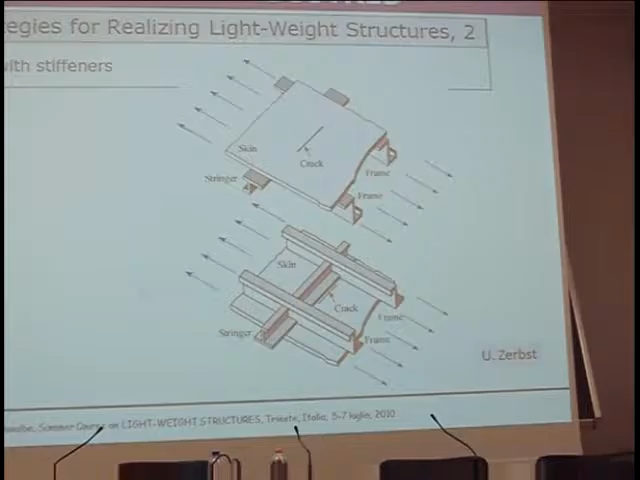 tegies for Realizing Light-Weight Structures, 2
with stiffeners
Skin
Crack
Stringer
Frame
Frame
Skin
Crack
Stringer
Frame
Frame
U. Zerbst
Summer Course on LIGHT-WEIGHT STRUCTURES, Trieste, Italia, 5-7 luglio, 2010